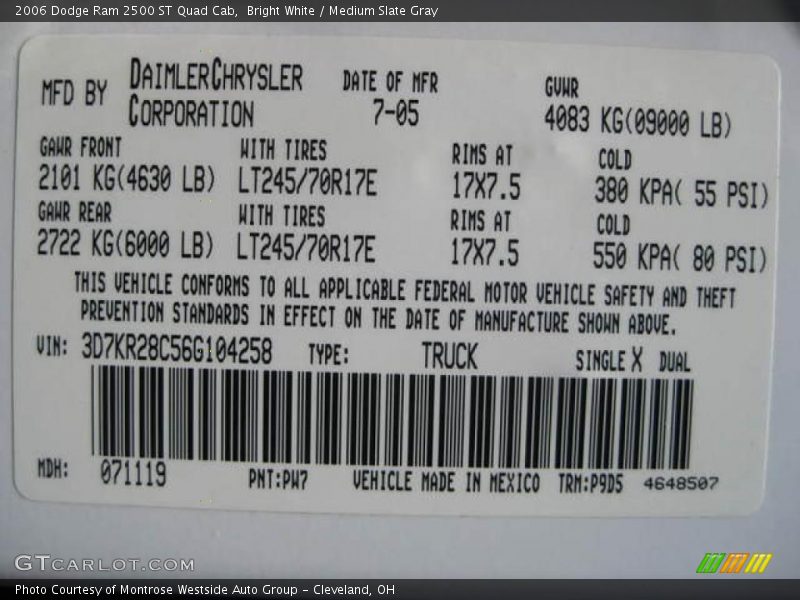 2006 Dodge Ram 2500 ST Quad Cab,  Bright White / Medium Slate Gray
MFD BY DAIMLERCHRYSLER CORPORATION DATE OF MFR 7-05 GVWR 4083 KG(09000 LB)
GAWR FRONT WITH TIRES RIMS AT COLD
2101 KG(4630 LB) LT245/70R17E 17X7.5 380 KPA( 55 PSI)
GAWR REAR WITH TIRES RIMS AT COLD
2722 KG(6000 LB) LT245/70R17E 17X7.5 550 KPA( 80 PSI)
THIS VEHICLE CONFORMS TO ALL APPLICABLE FEDERAL MOTOR VEHICLE SAFETY AND THEFT
PREVENTION STANDARDS IN EFFECT ON THE DATE OF MANUFACTURE SHOWN ABOVE.
VIN: 3D7KR28C56G104258 TYPE: TRUCK SINGLE X DUAL
MDH: 071119 PNT:PW7 VEHICLE MADE IN MEXICO TRM:P9D5 4648507
GTCARLOT.COM
Photo Courtesy of Montrose Westside Auto Group - Cleveland, OH